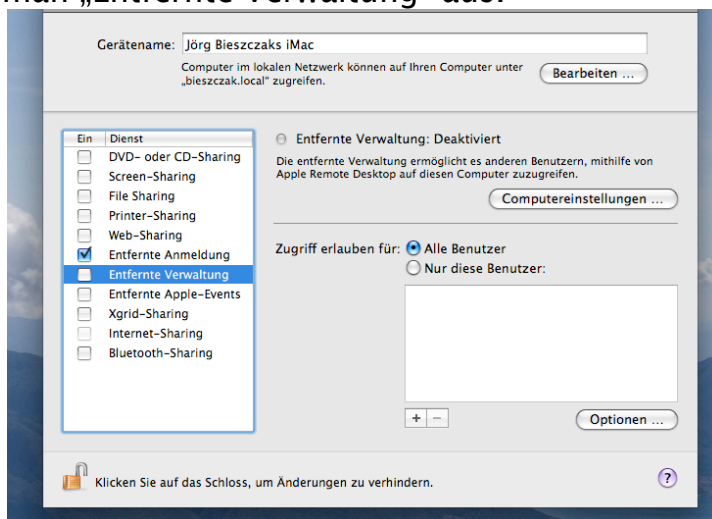 man „Entfernte Verwaltung“ aus.
Gerätename: Jörg Bieszczaks iMac
Computer im lokalen Netzwerk können auf Ihren Computer unter
„bieszczak.local“ zugreifen.
Bearbeiten ...
Ein Dienst
DVD- oder CD-Sharing
Screen-Sharing
File Sharing
Printer-Sharing
Web-Sharing
Entfernte Anmeldung
Entfernte Verwaltung
Entfernte Apple-Events
Xgrid-Sharing
Internet-Sharing
Bluetooth-Sharing
Entfernte Verwaltung: Deaktiviert
Die entfernte Verwaltung ermöglicht es anderen Benutzern, mithilfe von
Apple Remote Desktop auf diesen Computer zuzugreifen.
Computereinstellungen ...
Zugriff erlauben für: Alle Benutzer
Nur diese Benutzer:
+ −
Optionen ...
Klicken Sie auf das Schloss, um Änderungen zu verhindern.
?